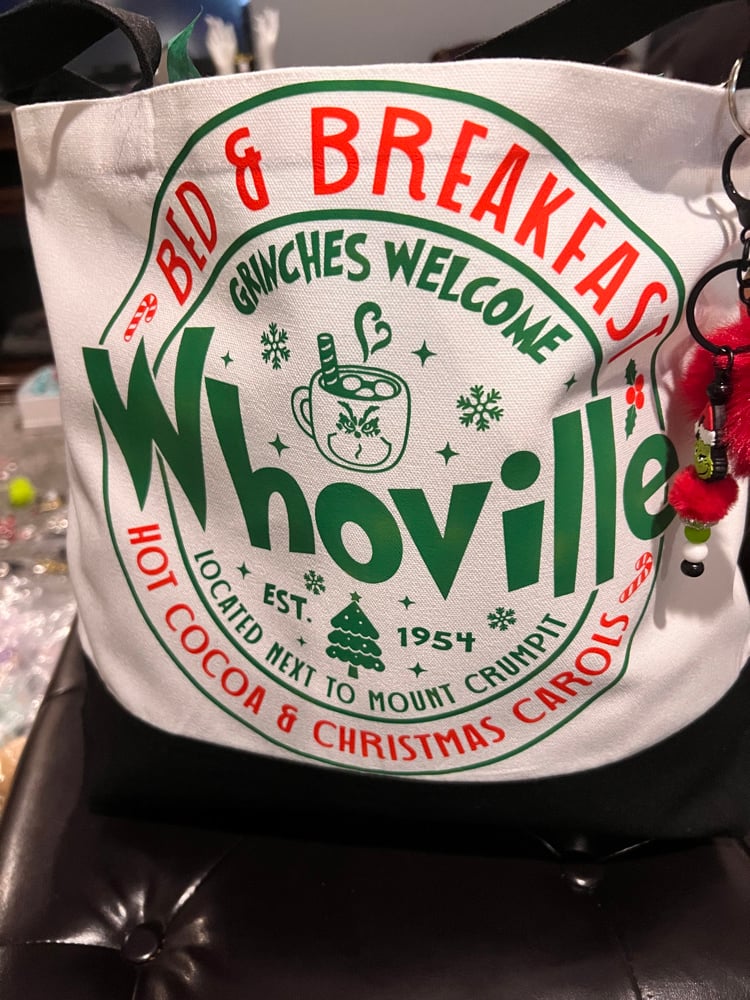 BED & BREAKFAST
GRINCHES WELCOME
Whoville
EST. 1954
LOCATED NEXT TO MOUNT CRUMPIT
HOT COCOA & CHRISTMAS CAROLS